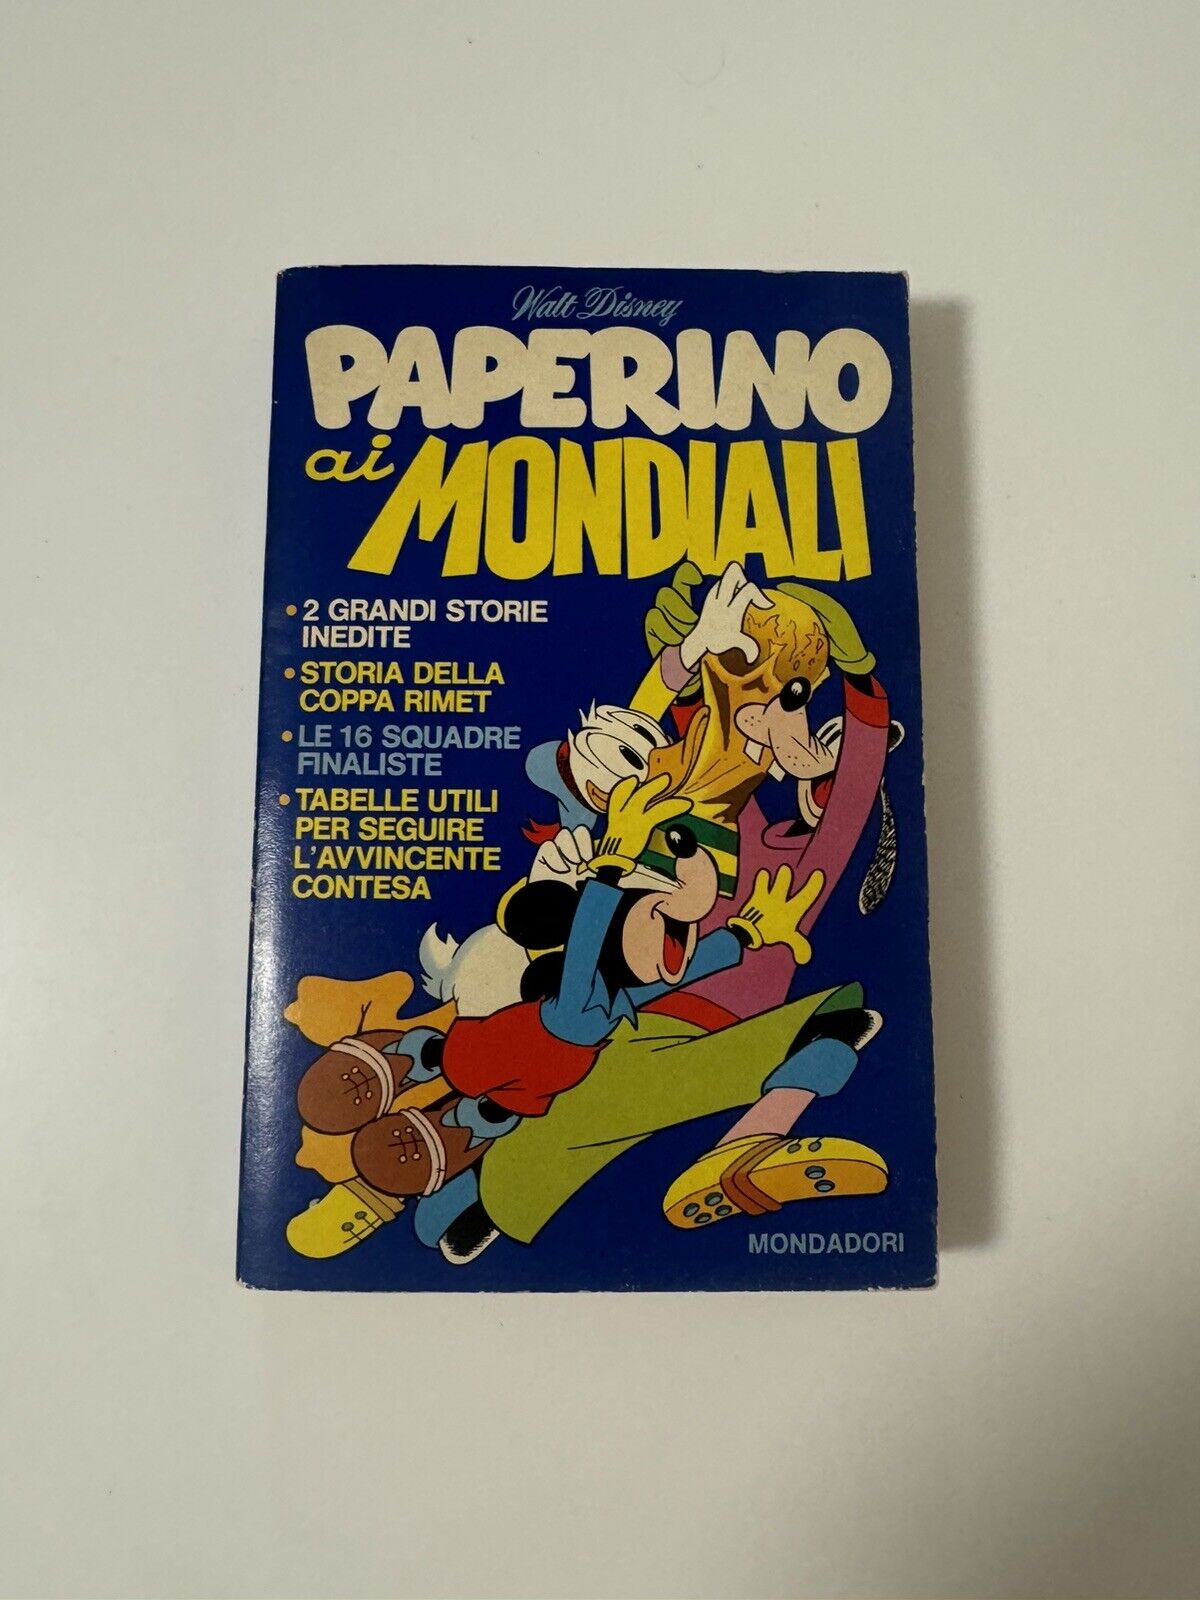 Walt Disney
PAPERINO
ai MONDIALI
• 2 GRANDI STORIE
INEDITE
• STORIA DELLA
COPPA RIMET
• LE 16 SQUADRE
FINALISTE
• TABELLE UTILI
PER SEGUIRE
L'AVVINCENTE
CONTESA
MONDADORI